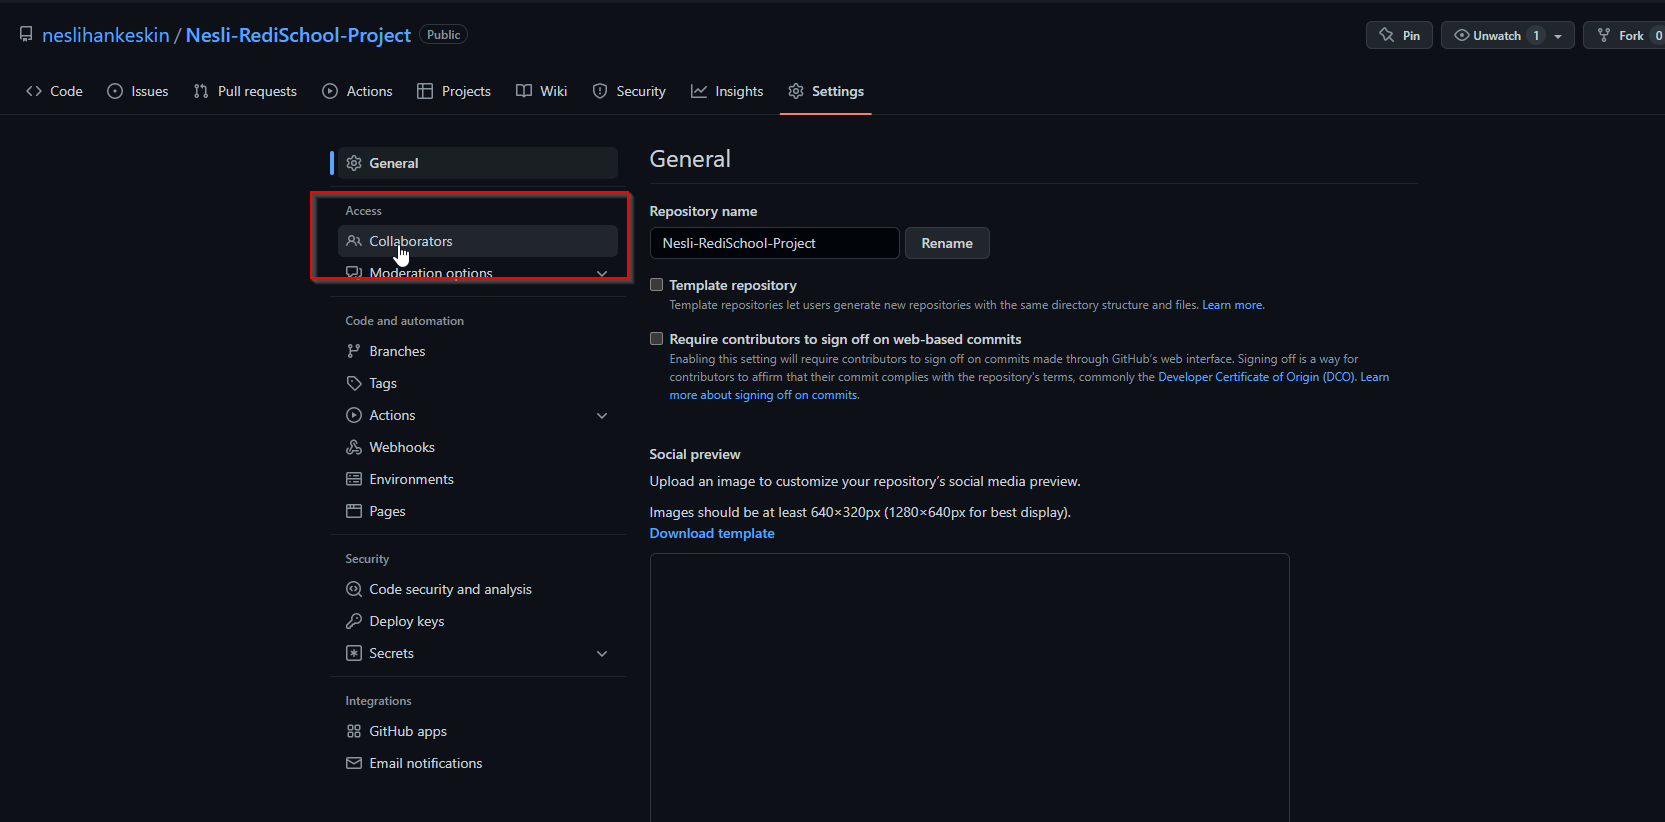 neslihankeskin / Nesli-RediSchool-Project Public
Pin Unwatch 1 Fork 0
Code Issues Pull requests Actions Projects Wiki Security Insights Settings
General
Access
Collaborators
Moderation options
Code and automation
Branches
Tags
Actions
Webhooks
Environments
Pages
Security
Code security and analysis
Deploy keys
Secrets
Integrations
GitHub apps
Email notifications
General
Repository name
Nesli-RediSchool-Project Rename
Template repository
Template repositories let users generate new repositories with the same directory structure and files. Learn more.
Require contributors to sign off on web-based commits
Enabling this setting will require contributors to sign off on commits made through GitHub's web interface. Signing off is a way for
contributors to affirm that their commit complies with the repository's terms, commonly the Developer Certificate of Origin (DCO). Learn
more about signing off on commits.
Social preview
Upload an image to customize your repository's social media preview.
Images should be at least 640×320px (1280×640px for best display).
Download template